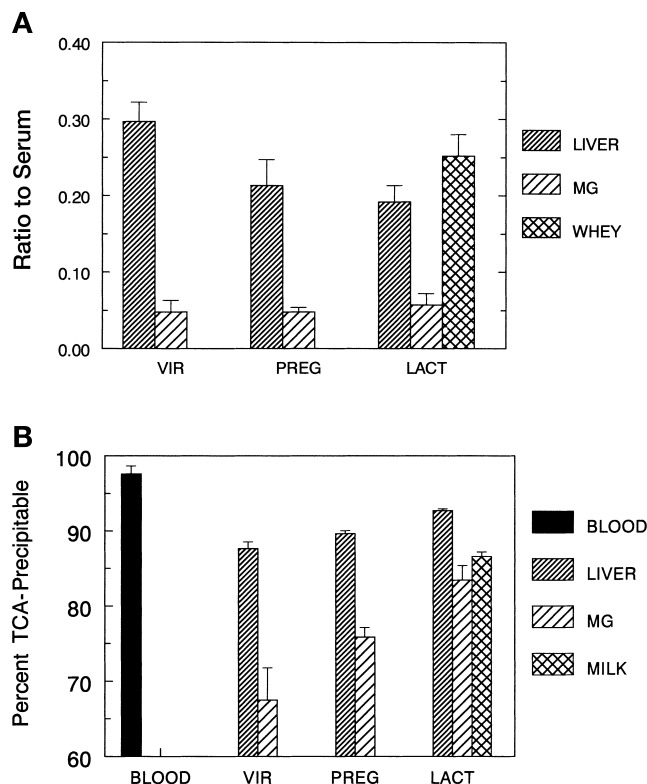 A
0.40
0.30
0.20
0.10
0.00
Ratio to Serum
VIR PREG LACT
LIVER
MG
WHEY
B
100
90
80
70
60
Percent TCA-Precipitable
BLOOD VIR PREG LACT
BLOOD
LIVER
MG
MILK